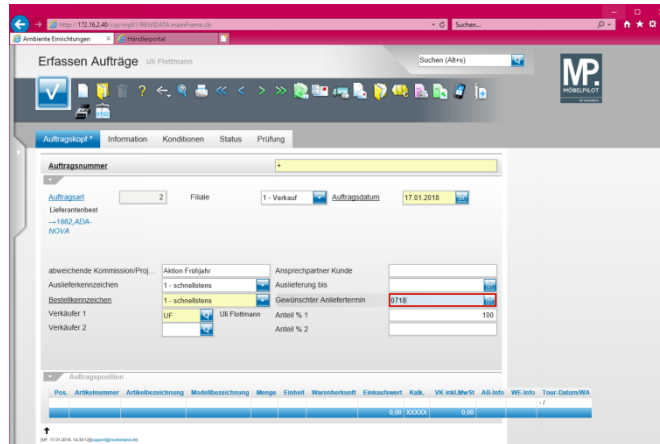 http://172.16.2.40/csp/mp61/BEWIDATA.mainframe.cls
Suchen...
Ambiente Einrichtungen
Händlerportal
Erfassen Aufträge Uli Flottmann
Suchen (Alt+s)
MP.
MÖBELPILOT
Auftragskopf * Information Konditionen Status Prüfung
Auftragsnummer +
Auftragsart 2 Filiale 1 - Verkauf Auftragsdatum 17.01.2018
Lieferantenbest
→1862,ADA-
NOVA
abweichende Kommission/Proj... Aktion Frühjahr Ansprechpartner Kunde
Auslieferkennzeichen 1 - schnellstens Auslieferung bis
Bestellkennzeichen 1 - schnellstens Gewünschter Anliefertermin 0718
Verkäufer 1 UF Uli Flottmann Anteil % 1 100
Verkäufer 2 Anteil % 2
Auftragsposition
Pos. Artikelnummer Artikelbezeichnung Modellbezeichnung Menge Einheit Warenherkunft Einkaufswert Kalk. VK inkl.MwSt AB-Info WE-Info Tour-Datum/WA
- /
0,00 XXXXX 0,00